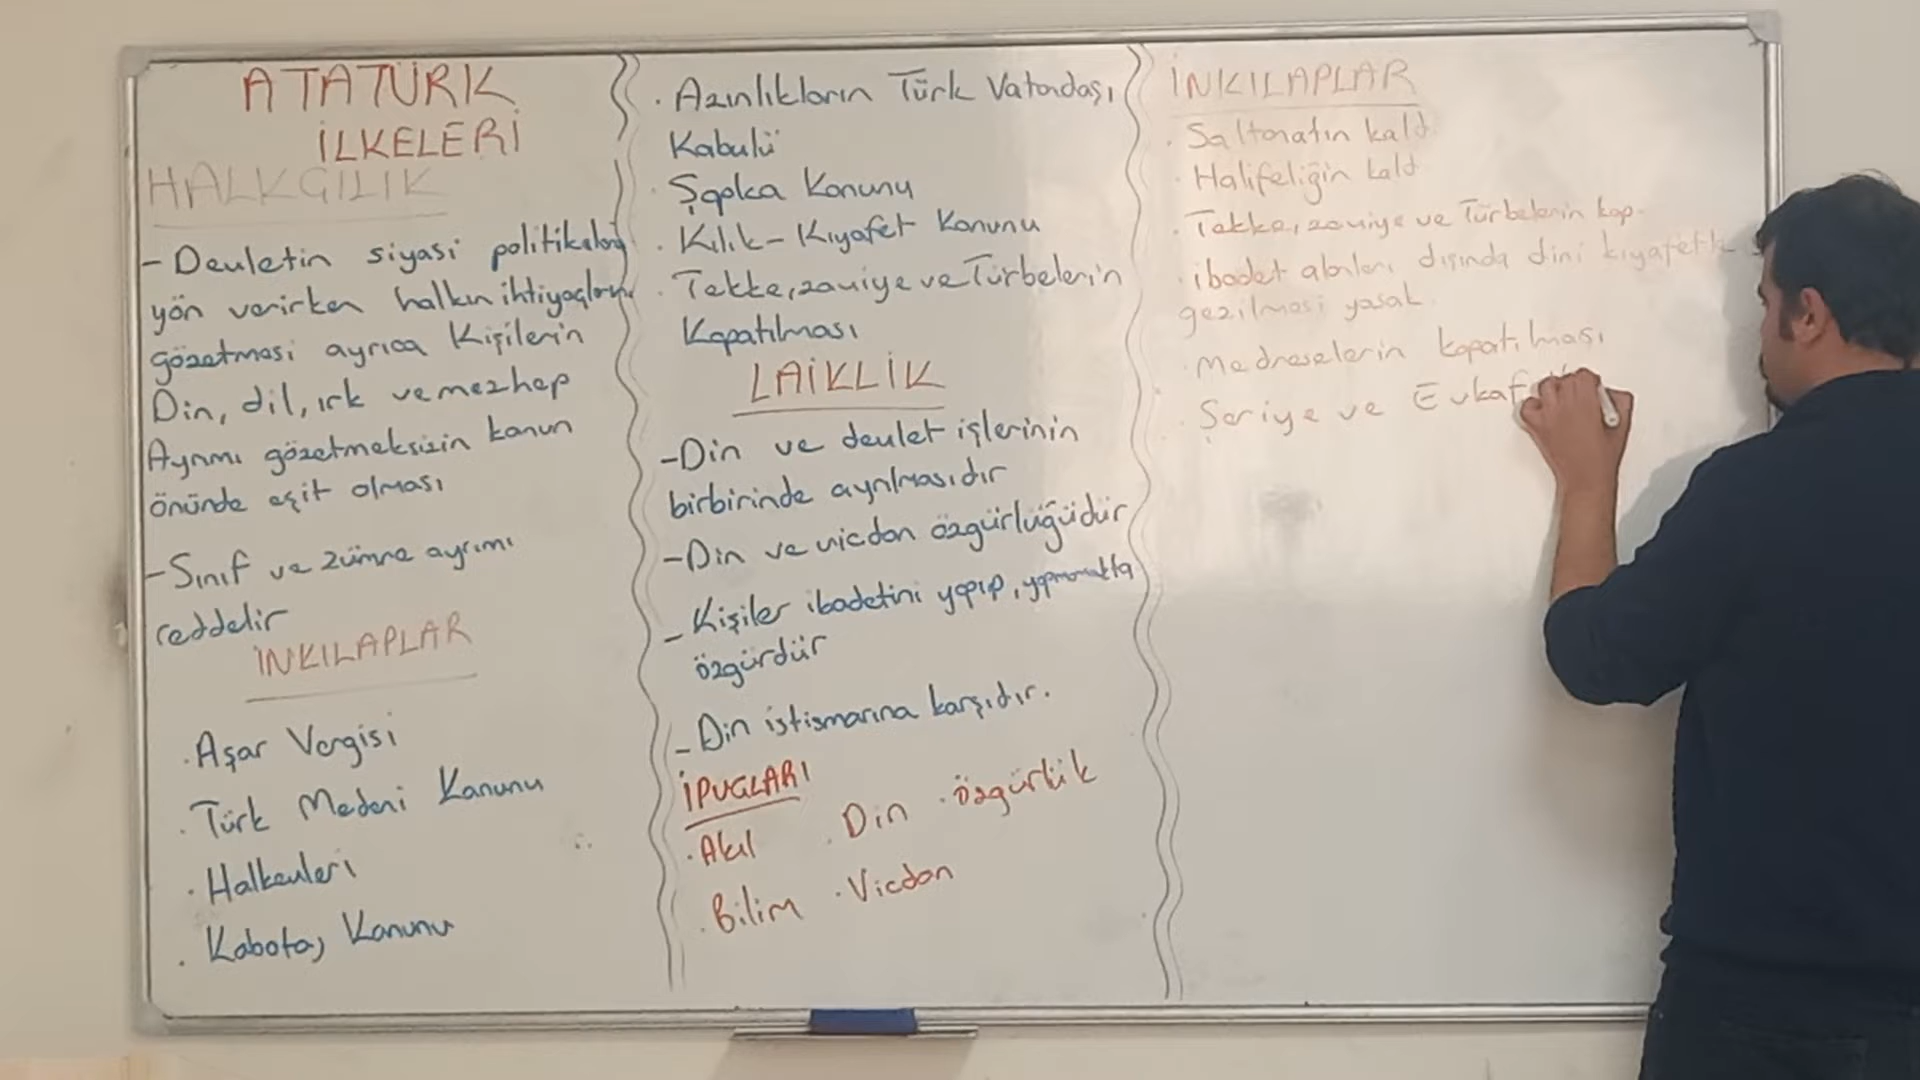 ATATÜRK
İLKELERİ
HALKÇILIK
- Devletin siyasi politikaları
yön verirken halkın ihtiyaçlarını
gözetmesi ayrıca Kişilerin
Din, dil, ırk ve mezhep
Ayrımı gözetmeksizin kanun
önünde eşit olması
- Sınıf ve zümre ayrımı
reddelir
İNKILAPLAR
. Aşar Vergisi
. Türk Medeni Kanunu
. Halkevleri
. Kabotaj Kanunu
. Azınlıkların Türk Vatandaşı
Kabulü
. Şapka Kanunu
. Kılık - Kıyafet Kanunu
. Tekke, zaviye ve Türbelerin
Kapatılması
LAİKLİK
- Din ve devlet işlerinin
birbirinde ayrılmasıdır
- Din ve vicdan özgürlüğüdür
- Kişiler ibadetini yapıp, yapmamakta
özgürdür
- Din istismarına karşıdır.
İPUÇLARI
. Akıl . Din . özgürlük
. Bilim . Vicdan
İNKILAPLAR
. Saltanatın kald.
. Halifeliğin kald
. Tekke, zaviye ve Türbelerin kap.
. ibadet alanları dışında dini kıyafetle
gezilmesi yasak.
. Medreselerin kapatılması
. Şeriye ve Evkaf